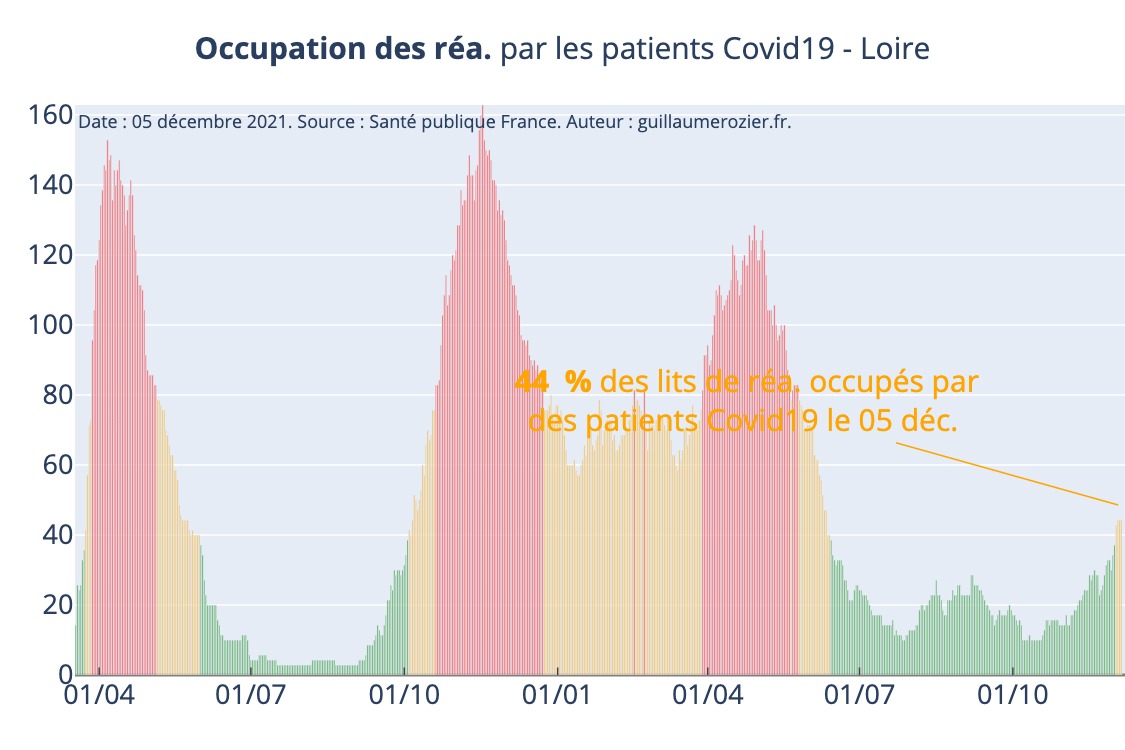 Occupation des réa. par les patients Covid19 - Loire
160
Date : 05 décembre 2021. Source : Santé publique France. Auteur : guillaumerozier.fr.
140
120
100
80
44 % des lits de réa. occupés par
des patients Covid19 le 05 déc.
60
40
20
0
01/04 01/07 01/10 01/01 01/04 01/07 01/10